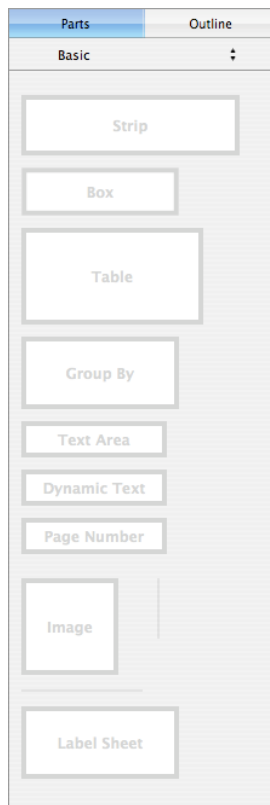 Parts Outline
Basic
Strip
Box
Table
Group By
Text Area
Dynamic Text
Page Number
Image
Label Sheet